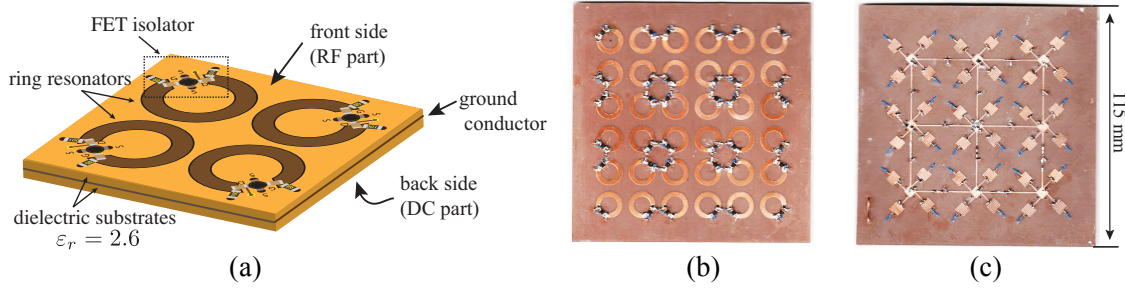 FET isolator
front side
(RF part)
ring resonators
ground
conductor
back side
(DC part)
dielectric substrates
εr = 2.6
115 mm
(a)
(b)
(c)